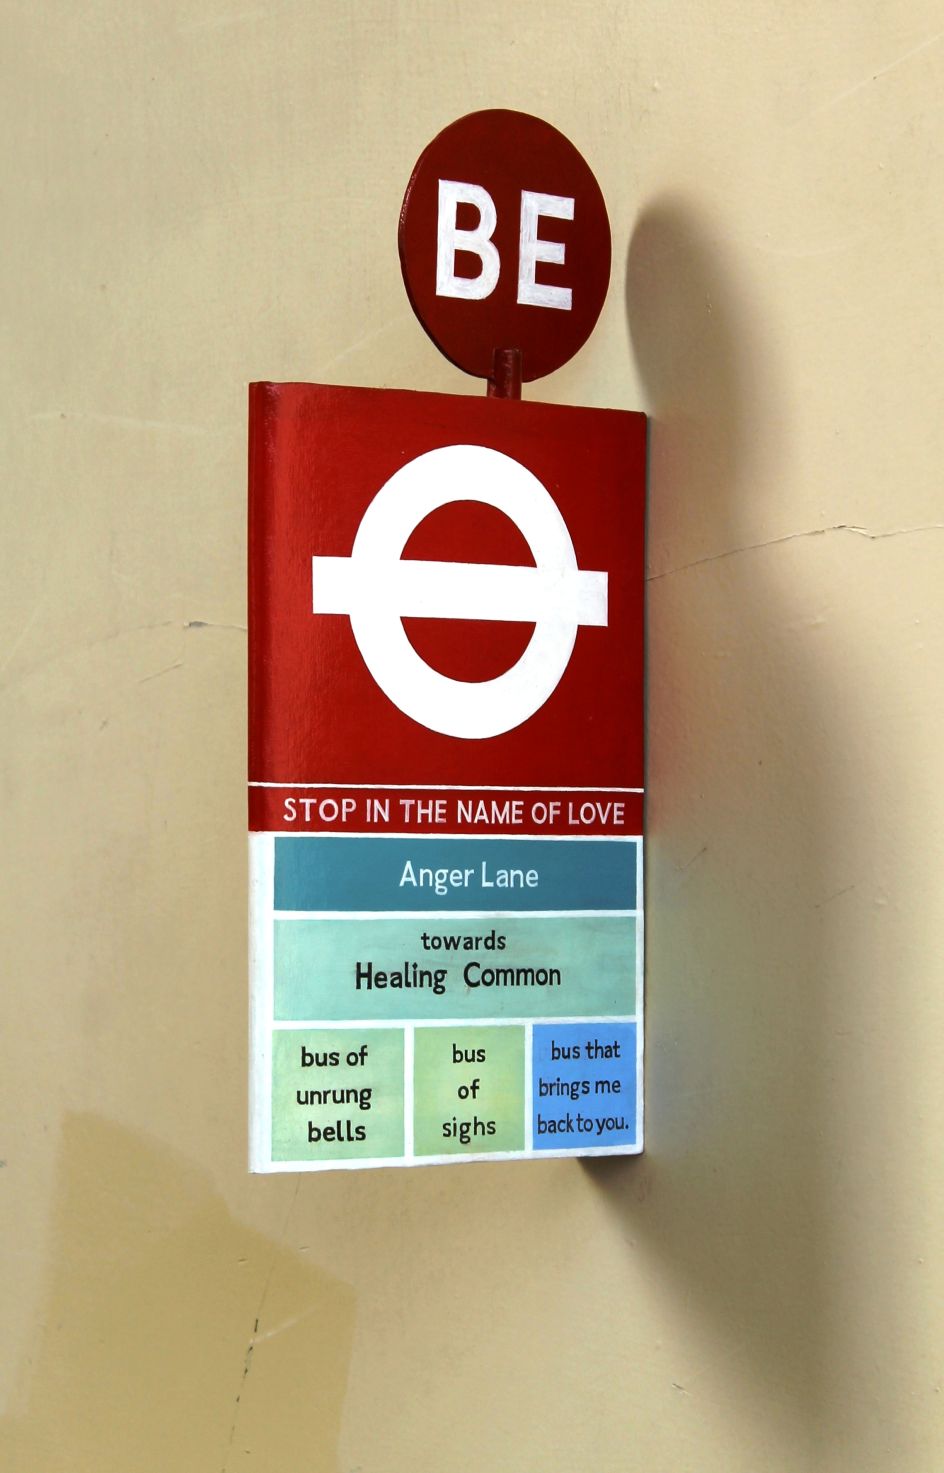 BE
STOP IN THE NAME OF LOVE
Anger Lane
towards
Healing Common
bus of
unrung
bells
bus
of
sighs
bus that
brings me
back to you.